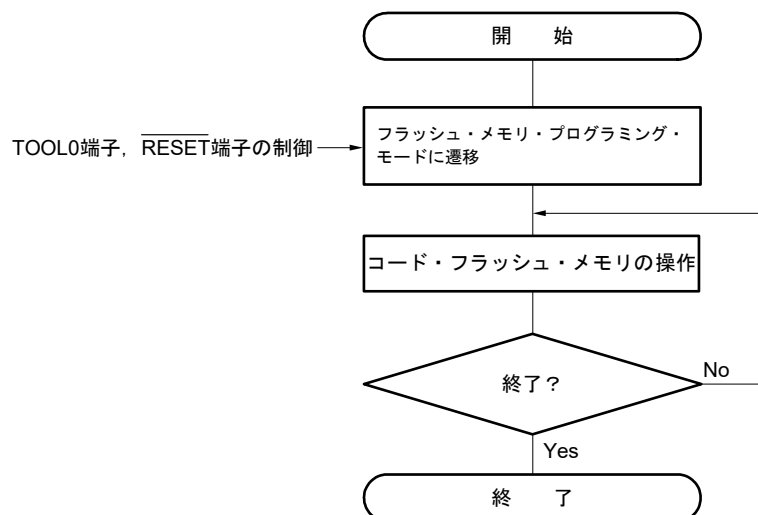 開　始
TOOL0端子，RESET端子の制御
フラッシュ・メモリ・プログラミング・
モードに遷移
コード・フラッシュ・メモリの操作
終了？
No
Yes
終　了